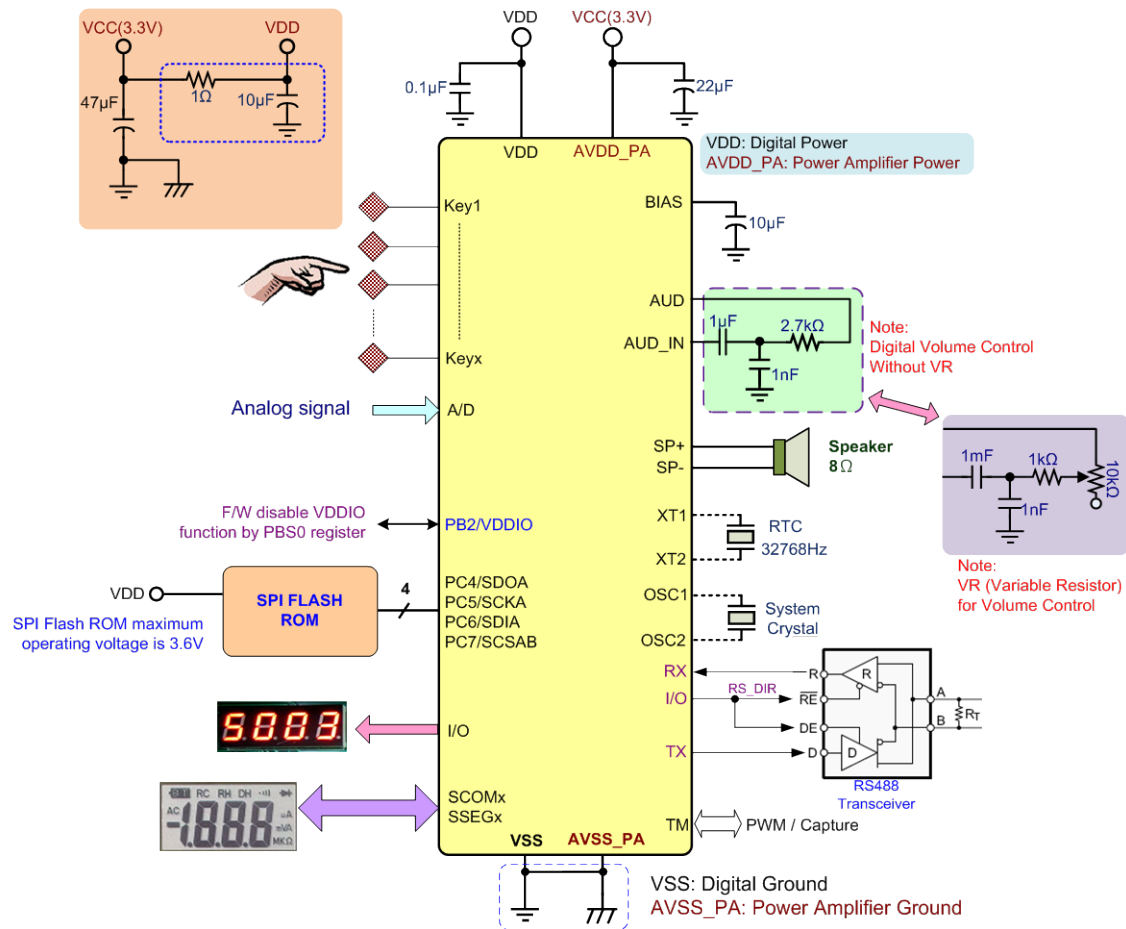 VCC(3.3V)
VDD
47µF
1Ω
10µF
VDD
VCC(3.3V)
0.1µF
22µF
VDD
AVDD_PA
VDD: Digital Power
AVDD_PA: Power Amplifier Power
Key1
Keyx
BIAS
10µF
AUD
AUD_IN
1µF
2.7kΩ
1nF
Note:
Digital Volume Control
Without VR
Analog signal
A/D
SP+
SP-
Speaker
8Ω
1mF
1kΩ
10kΩ
1nF
Note:
VR (Variable Resistor)
for Volume Control
F/W disable VDDIO
function by PBS0 register
PB2/VDDIO
XT1
XT2
RTC
32768Hz
VDD
SPI FLASH
ROM
4
SPI Flash ROM maximum
operating voltage is 3.6V
PC4/SDOA
PC5/SCKA
PC6/SDIA
PC7/SCSAB
OSC1
OSC2
System
Crystal
RX
I/O
TX
RS_DIR
R
RE
DE
D
R
D
A
B
RT
RS488
Transceiver
5003
I/O
RC RH DH
AC
-1.8.8.8
uA
mVA
MKΩ
SCOMx
SSEGx
TM
PWM / Capture
VSS
AVSS_PA
VSS: Digital Ground
AVSS_PA: Power Amplifier Ground